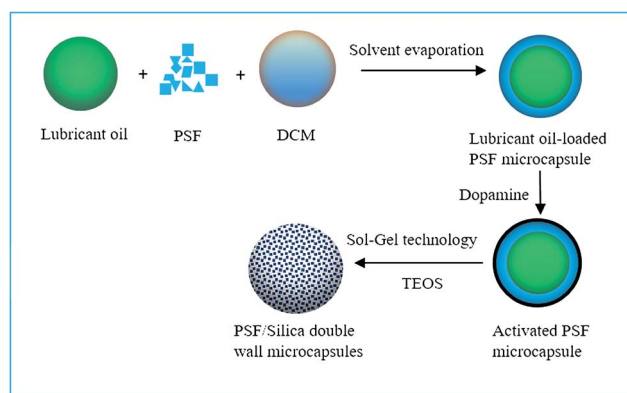 Solvent evaporation
+
+
Lubricant oil
PSF
DCM
Lubricant oil-loaded
PSF microcapsule
Dopamine
Sol-Gel technology
TEOS
PSF/Silica double
wall microcapsules
Activated PSF
microcapsule